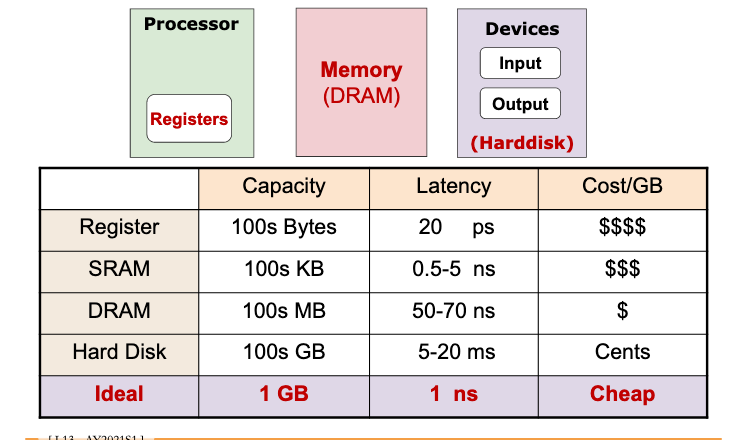 Processor
Registers
Memory
(DRAM)
Devices
Input
Output
(Harddisk)
Capacity Latency Cost/GB
Register 100s Bytes 20 ps $$$$
SRAM 100s KB 0.5-5 ns $$$
DRAM 100s MB 50-70 ns $
Hard Disk 100s GB 5-20 ms Cents
Ideal 1 GB 1 ns Cheap